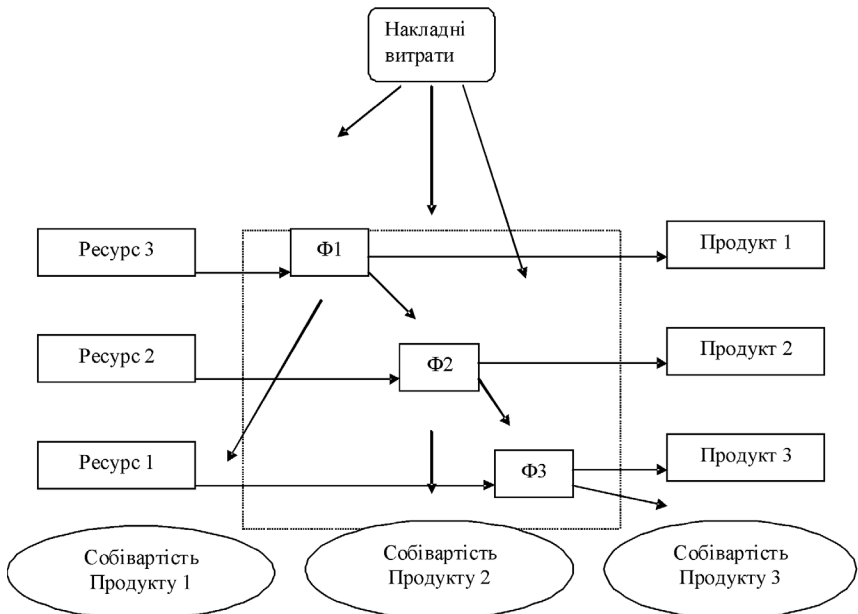 Накладні
витрати
Ресурс 3
Ф1
Продукт 1
Ресурс 2
Ф2
Продукт 2
Ресурс 1
Ф3
Продукт 3
Собівартість
Продукту 1
Собівартість
Продукту 2
Собівартість
Продукту 3